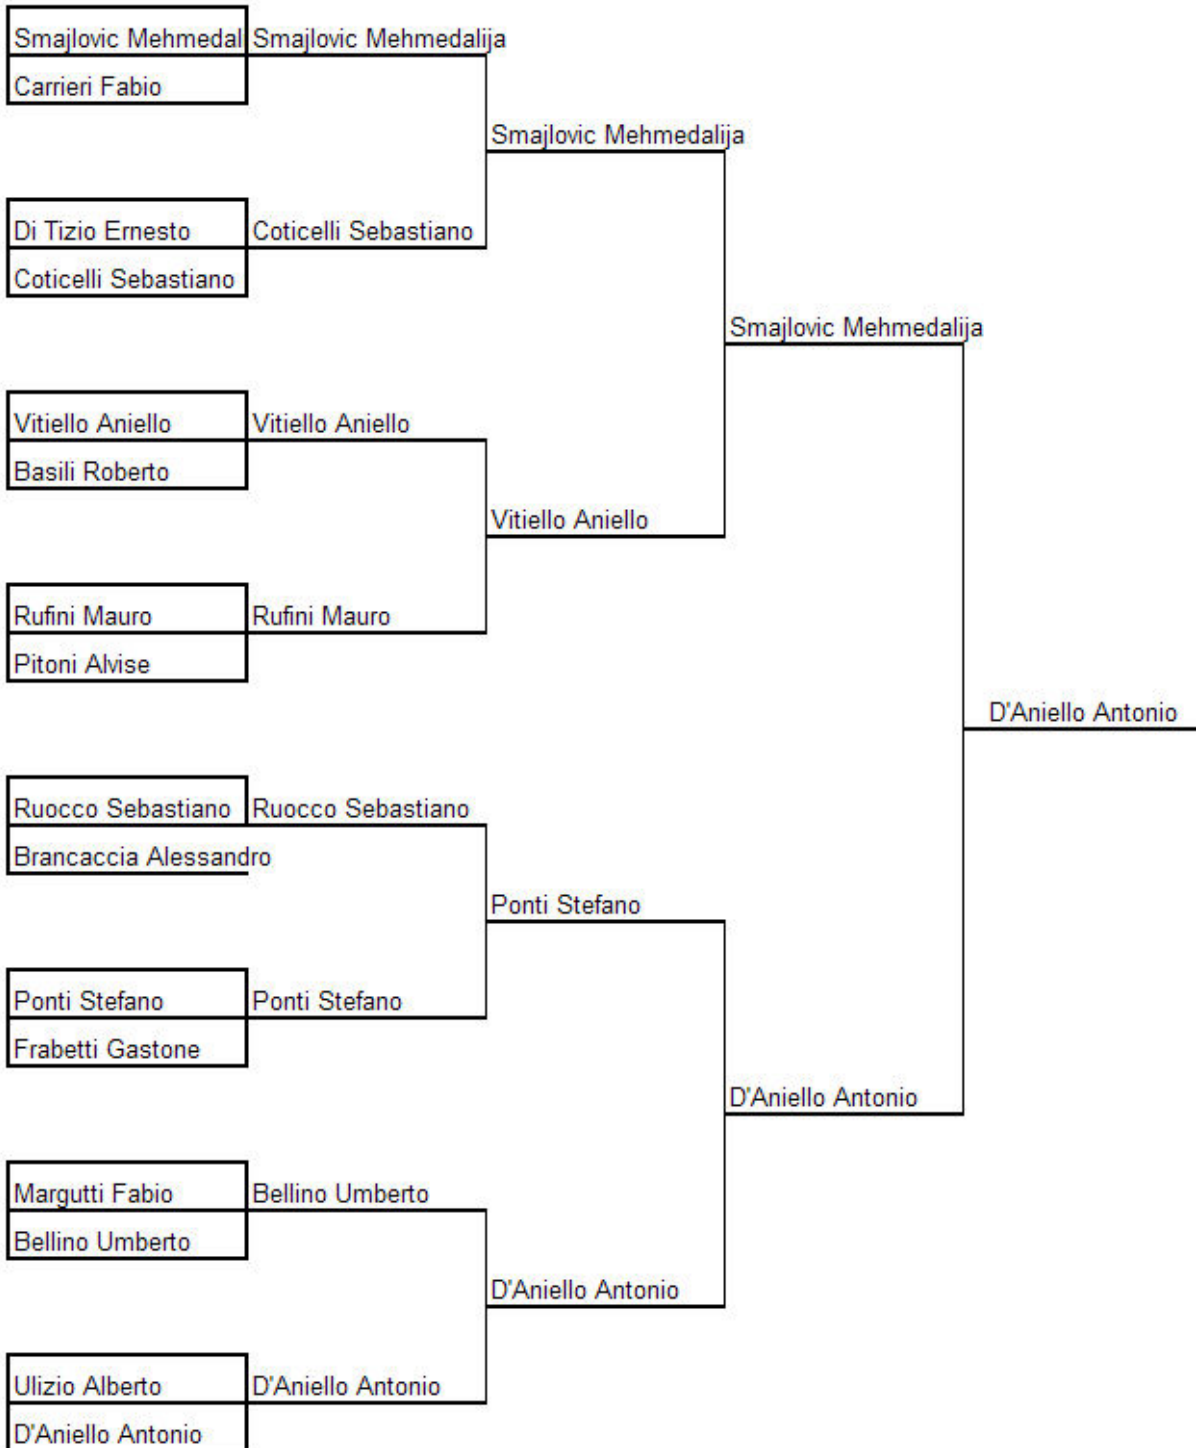 Smajlovic Mehmedal
Smajlovic Mehmedalija
Carrieri Fabio
Smajlovic Mehmedalija
Di Tizio Ernesto
Coticelli Sebastiano
Coticelli Sebastiano
Smajlovic Mehmedalija
Vitiello Aniello
Vitiello Aniello
Basili Roberto
Vitiello Aniello
Rufini Mauro
Rufini Mauro
Pitoni Alvise
D'Aniello Antonio
Ruocco Sebastiano
Ruocco Sebastiano
Brancaccia Alessandro
Ponti Stefano
Ponti Stefano
Ponti Stefano
Frabetti Gastone
D'Aniello Antonio
Margutti Fabio
Bellino Umberto
Bellino Umberto
D'Aniello Antonio
Ulizio Alberto
D'Aniello Antonio
D'Aniello Antonio